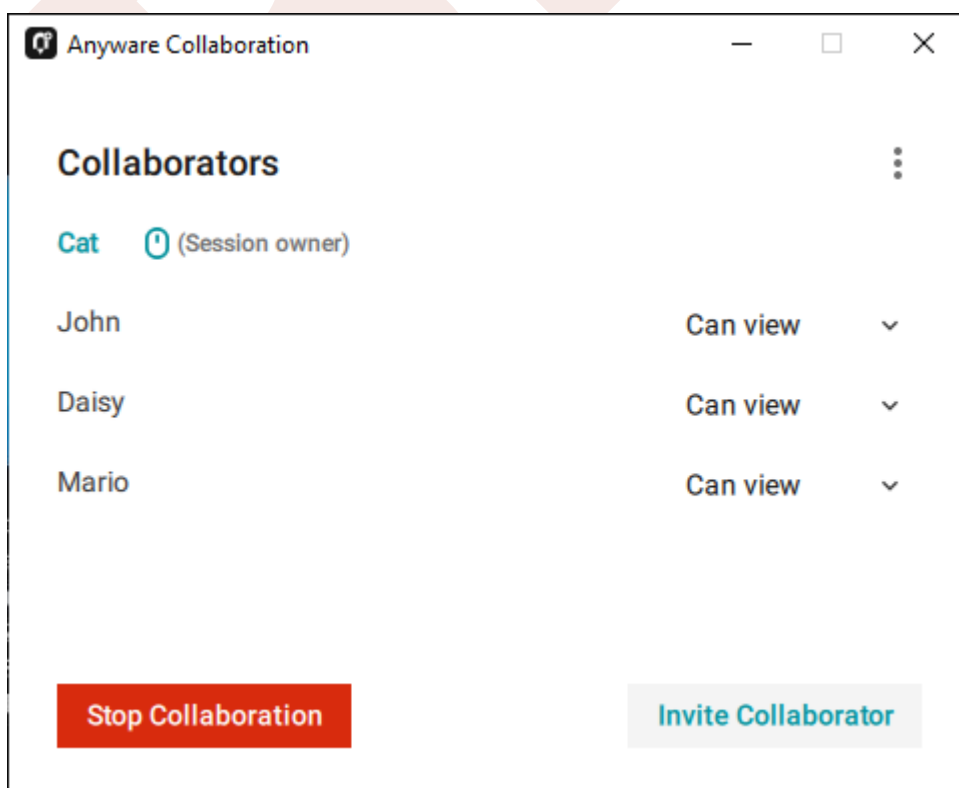 Anyware Collaboration
Collaborators
Cat (Session owner)
John Can view
Daisy Can view
Mario Can view
Stop Collaboration Invite Collaborator